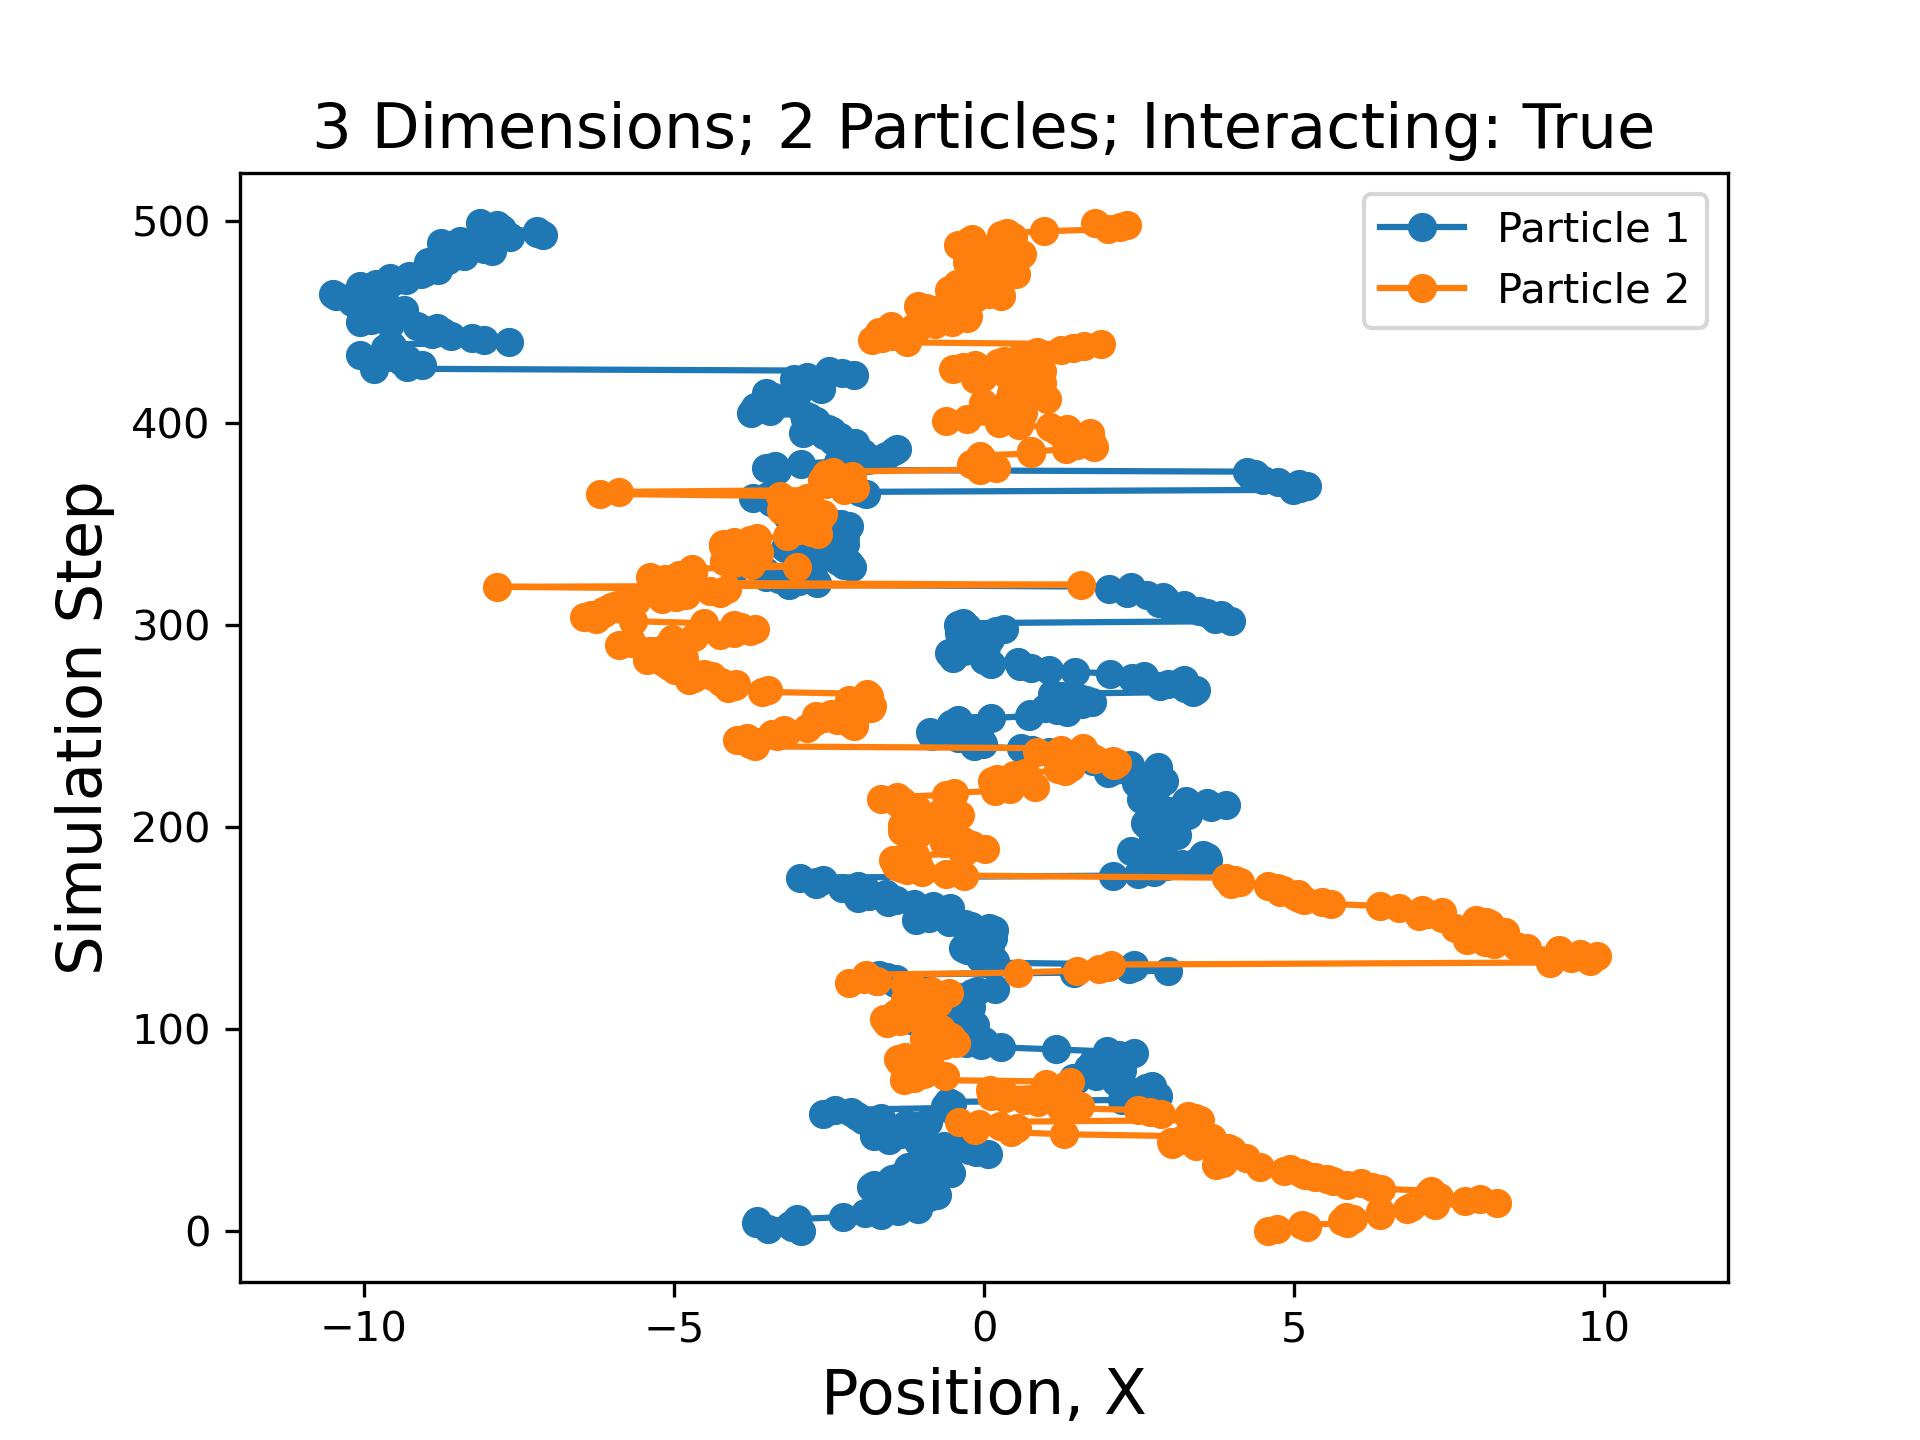 3 Dimensions; 2 Particles; Interacting: True
Particle 1
Particle 2
500
400
300
200
100
0
Simulation Step
−10
−5
0
5
10
Position, X